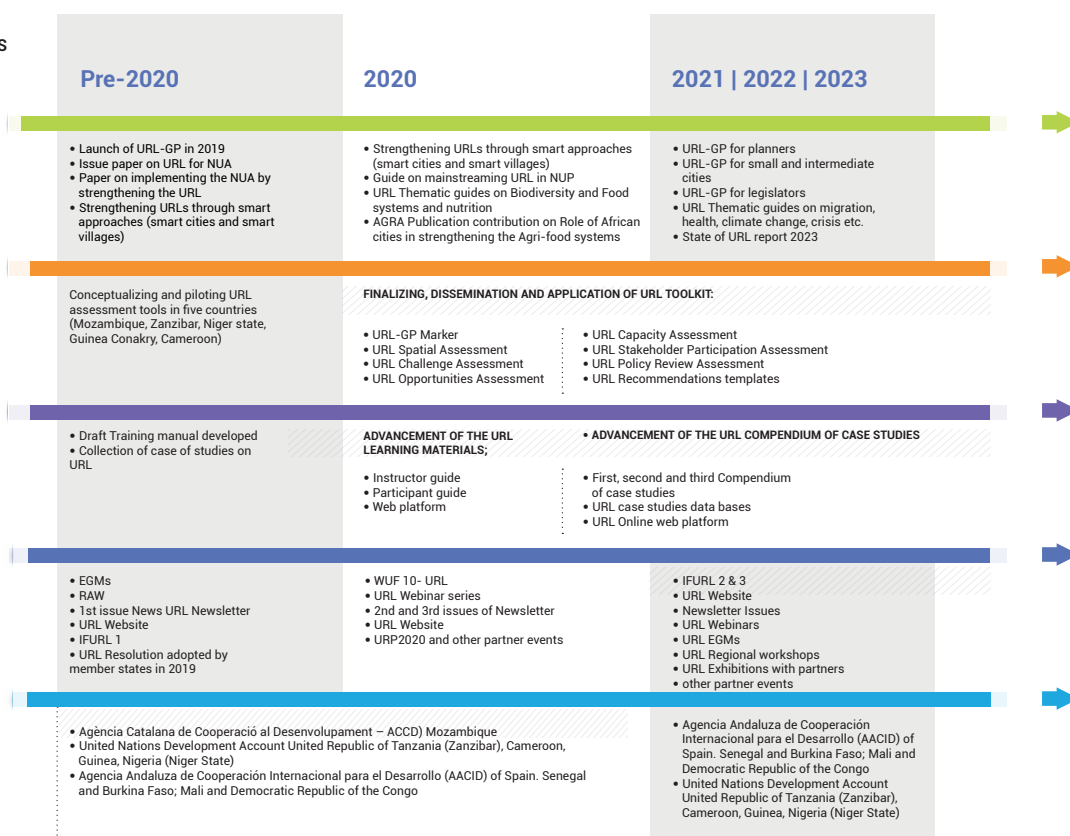 S
Pre-2020
2020
2021 | 2022 | 2023
• Launch of URL-GP in 2019
• Issue paper on URL for NUA
• Paper on implementing the NUA by
strengthening the URL
• Strengthening URLs through smart
approaches (smart cities and smart
villages)
• Strengthening URLs through smart approaches
(smart cities and smart villages)
• Guide on mainstreaming URL in NUP
• URL Thematic guides on Biodiversity and Food
systems and nutrition
• AGRA Publication contribution on Role of African
cities in strengthening the Agri-food systems
• URL-GP for planners
• URL-GP for small and intermediate
cities
• URL-GP for legislators
• URL Thematic guides on migration,
health, climate change, crisis etc.
• State of URL report 2023
Conceptualizing and piloting URL
assessment tools in five countries
(Mozambique, Zanzibar, Niger state,
Guinea Conakry, Cameroon)
FINALIZING, DISSEMINATION AND APPLICATION OF URL TOOLKIT:
• URL-GP Marker
• URL Spatial Assessment
• URL Challenge Assessment
• URL Opportunities Assessment
• URL Capacity Assessment
• URL Stakeholder Participation Assessment
• URL Policy Review Assessment
• URL Recommendations templates
• Draft Training manual developed
• Collection of case of studies on
URL
ADVANCEMENT OF THE URL
LEARNING MATERIALS;
• Instructor guide
• Participant guide
• Web platform
• ADVANCEMENT OF THE URL COMPENDIUM OF CASE STUDIES
• First, second and third Compendium
of case studies
• URL case studies data bases
• URL Online web platform
• EGMs
• RAW
• 1st issue News URL Newsletter
• URL Website
• IFURL 1
• URL Resolution adopted by
member states in 2019
• WUF 10- URL
• URL Webinar series
• 2nd and 3rd issues of Newsletter
• URL Website
• URP2020 and other partner events
• IFURL 2 & 3
• URL Website
• Newsletter Issues
• URL Webinars
• URL EGMs
• URL Regional workshops
• URL Exhibitions with partners
• other partner events
• Agència Catalana de Cooperació al Desenvolupament – ACCD) Mozambique
• United Nations Development Account United Republic of Tanzania (Zanzibar), Cameroon,
Guinea, Nigeria (Niger State)
• Agencia Andaluza de Cooperación Internacional para el Desarrollo (AACID) of Spain. Senegal
and Burkina Faso; Mali and Democratic Republic of the Congo
• Agencia Andaluza de Cooperación
Internacional para el Desarrollo (AACID) of
Spain. Senegal and Burkina Faso; Mali and
Democratic Republic of the Congo
• United Nations Development Account
United Republic of Tanzania (Zanzibar),
Cameroon, Guinea, Nigeria (Niger State)